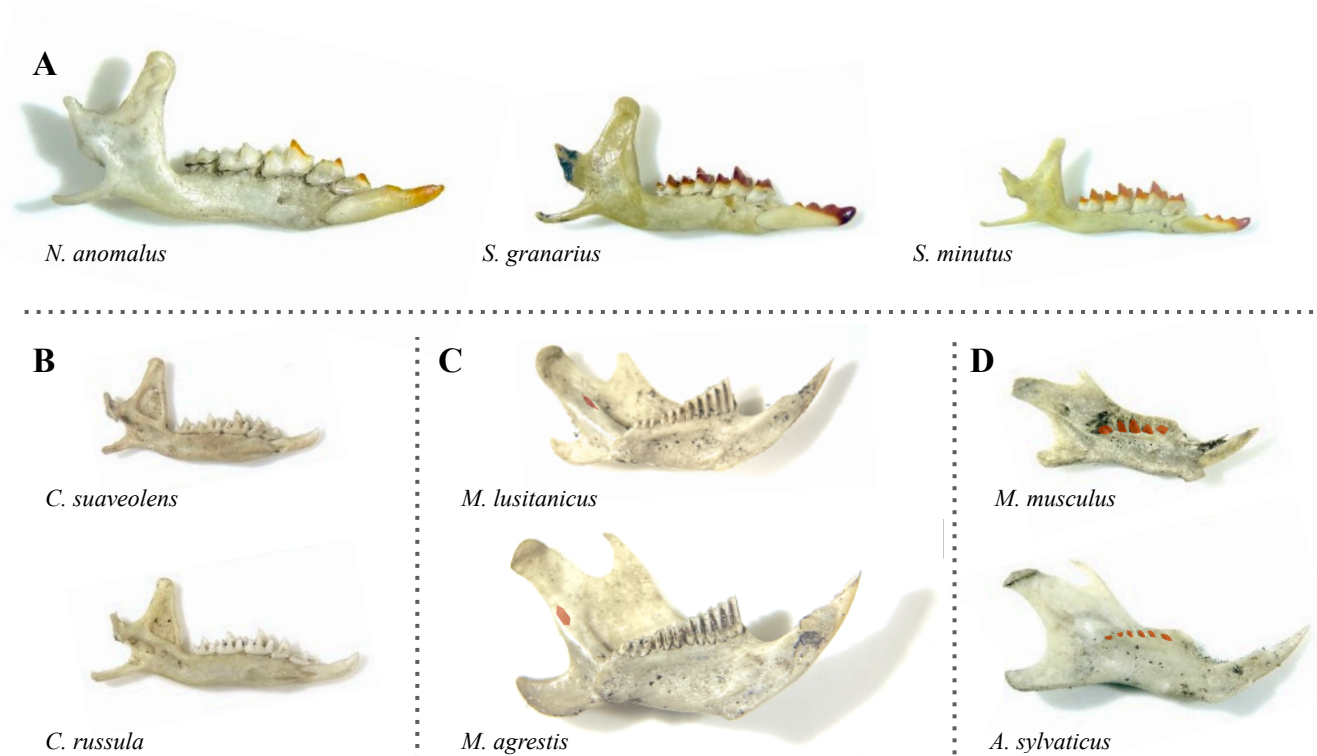 A
N. anomalus
S. granarius
S. minutus
B
C. suaveolens
C. russula
C
M. lusitanicus
M. agrestis
D
M. musculus
A. sylvaticus